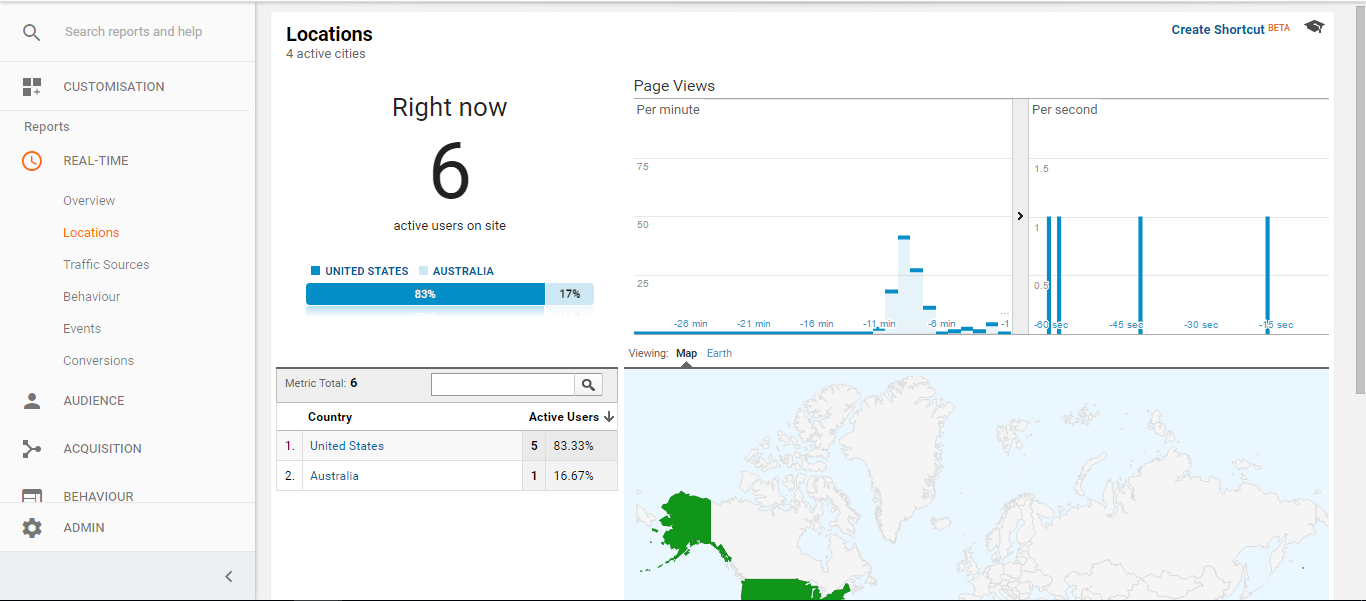 Search reports and help
CUSTOMISATION
Reports
REAL-TIME
Overview
Locations
Traffic Sources
Behaviour
Events
Conversions
AUDIENCE
ACQUISITION
BEHAVIOUR
ADMIN
Locations
4 active cities
Create Shortcut BETA
Right now
6
active users on site
UNITED STATES AUSTRALIA
83% 17%
Page Views
Per minute
75
50
25
-26 min -21 min -16 min -11 min -6 min ... -1
Per second
1.5
1
0.5
-60 sec -45 sec -30 sec -15 sec
Viewing: Map Earth
Metric Total: 6
Country Active Users
1. United States 5 83.33%
2. Australia 1 16.67%